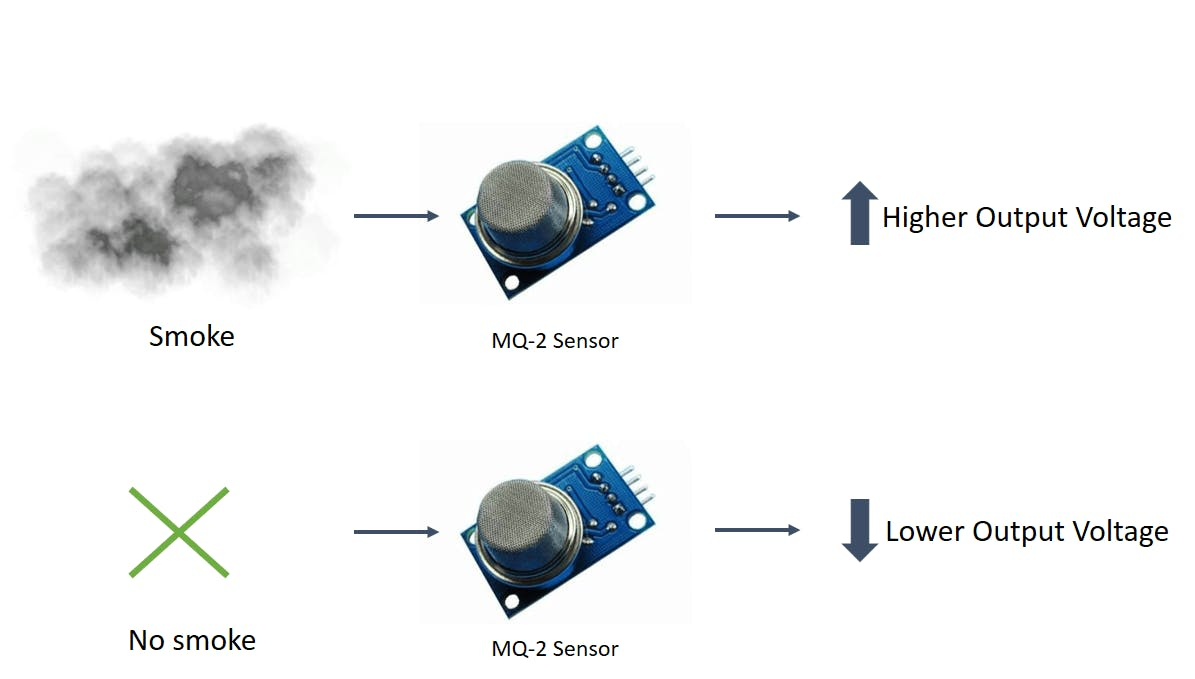 Higher Output Voltage
Smoke
MQ-2 Sensor
Lower Output Voltage
No smoke
MQ-2 Sensor